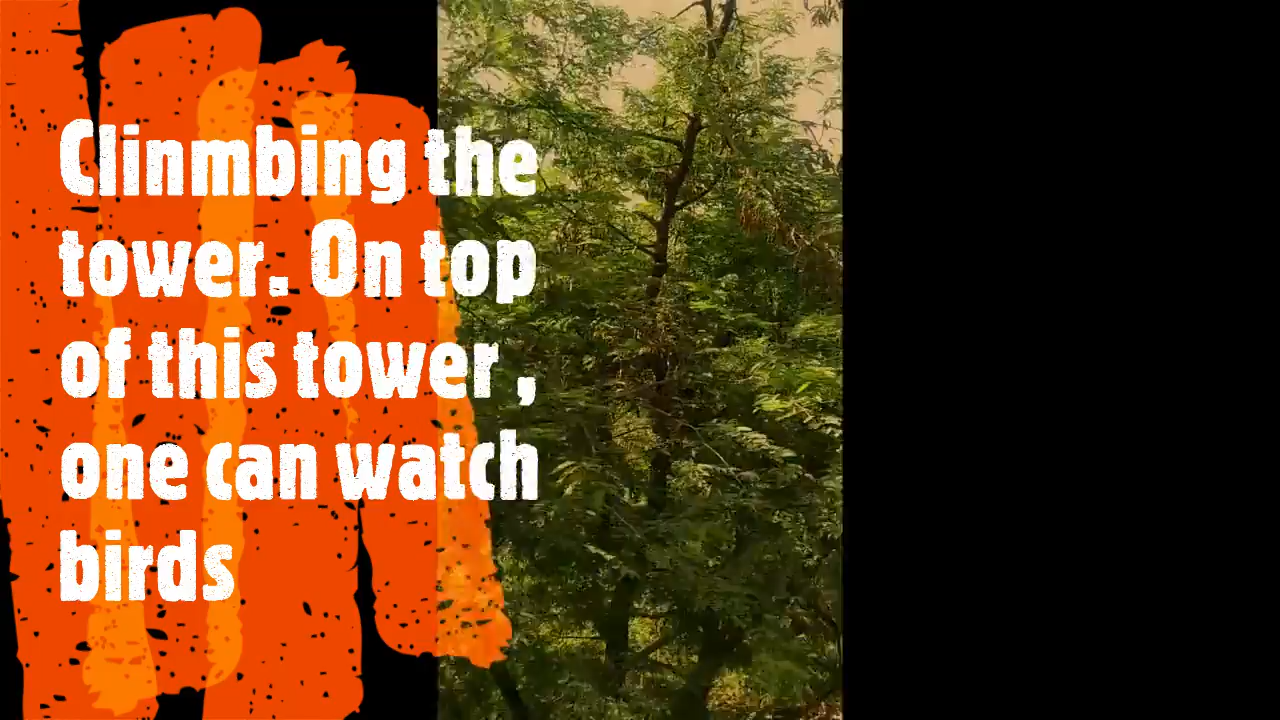 Clinmbing the
tower. On top
of this tower ,
one can watch
birds